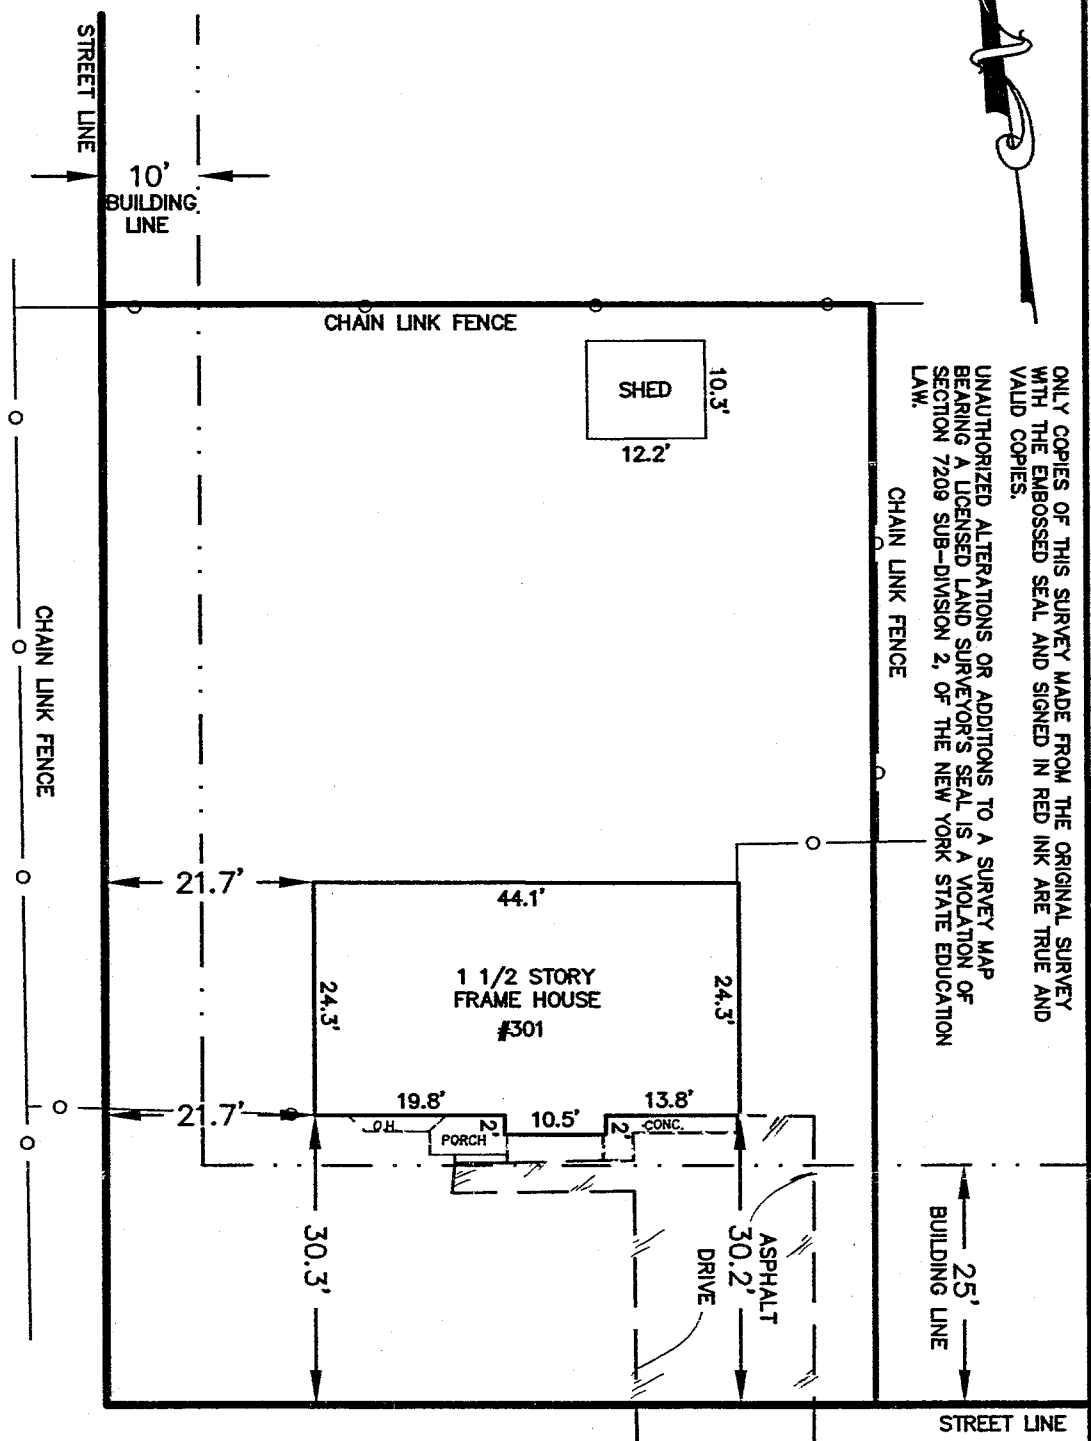 STREET LINE
10'
BUILDING
LINE
ONLY COPIES OF THIS SURVEY MADE FROM THE ORIGINAL SURVEY
WITH THE EMBOSSED SEAL AND SIGNED IN RED INK ARE TRUE AND
VALID COPIES.
UNAUTHORIZED ALTERATIONS OR ADDITIONS TO A SURVEY MAP
BEARING A LICENSED LAND SURVEYOR'S SEAL IS A VIOLATION OF
SECTION 7209 SUB-DIVISION 2, OF THE NEW YORK STATE EDUCATION
LAW.
CHAIN LINK FENCE
SHED
10.3'
12.2'
CHAIN LINK FENCE
CHAIN LINK FENCE
21.7'
44.1'
1 1/2 STORY
FRAME HOUSE
#301
24.3'
24.3'
21.7'
19.8'
10.5'
13.8'
2'
2'
O.H.
PORCH
CONC.
30.3'
30.2'
ASPHALT
DRIVE
25'
BUILDING LINE
STREET LINE